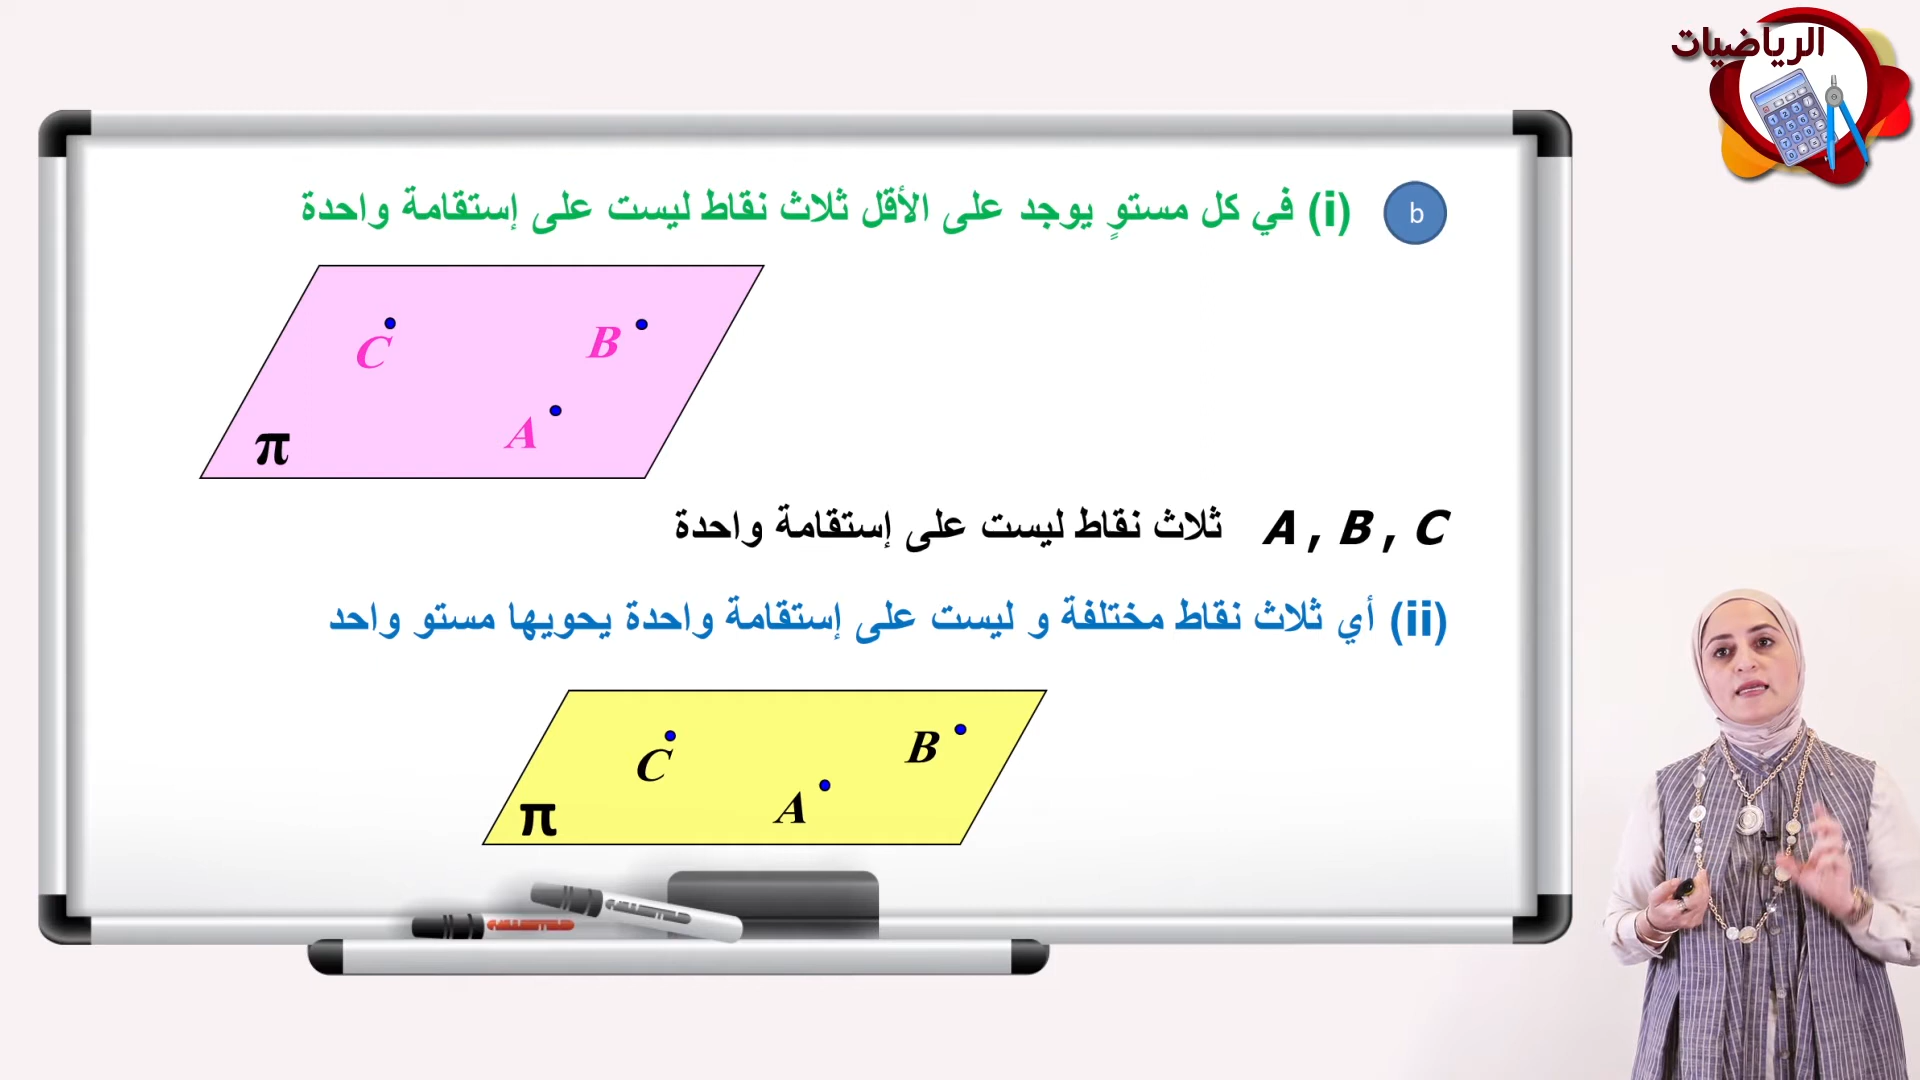 الرياضيات
b
(i) في كل مستوٍ يوجد على الأقل ثلاث نقاط ليست على إستقامة واحدة
C
B
A
π
A , B , C ثلاث نقاط ليست على إستقامة واحدة
(ii) أي ثلاث نقاط مختلفة و ليست على إستقامة واحدة يحويها مستو واحد
C
B
A
π